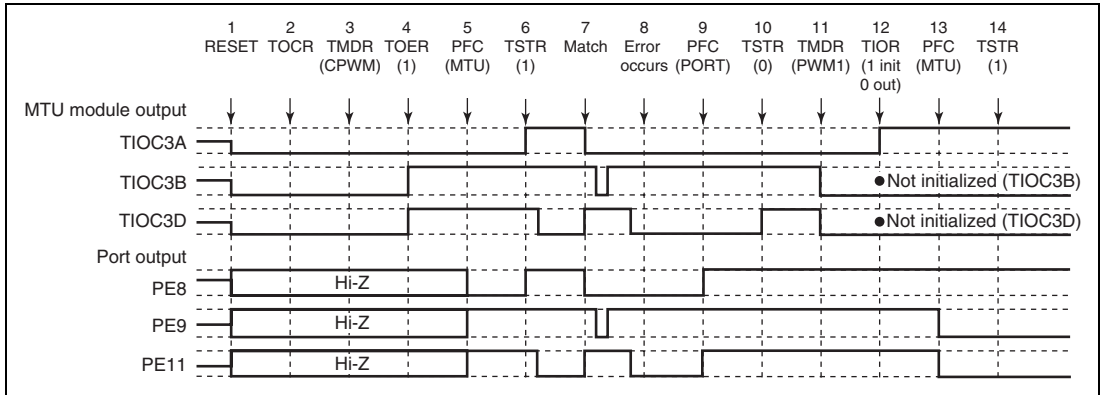 1 2 3 4 5 6 7 8 9 10 11 12 13 14
RESET TOCR TMDR TOER PFC TSTR Match Error PFC TSTR TMDR TIOR PFC TSTR
(CPWM) (1) (MTU) (1) occurs (PORT) (0) (PWM1) (1 init (MTU) (1)
0 out)
MTU module output
TIOC3A
TIOC3B ●Not initialized (TIOC3B)
TIOC3D ●Not initialized (TIOC3D)
Port output
PE8 Hi-Z
PE9 Hi-Z
PE11 Hi-Z